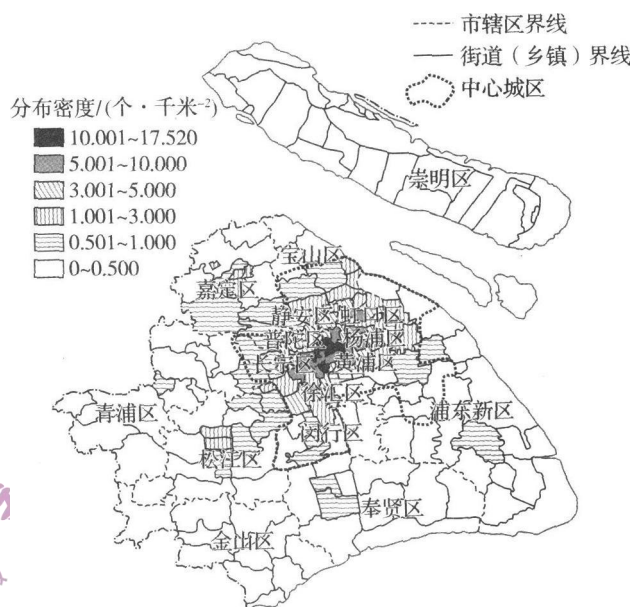 市辖区界线
街道（乡镇）界线
中心城区
分布密度/(个·千米⁻²)
10.001~17.520
5.001~10.000
3.001~5.000
1.001~3.000
0.501~1.000
0~0.500
崇明区
宝山区
嘉定区
静安区
虹口区
普陀区
杨浦区
长宁区
黄浦区
徐汇区
青浦区
浦东新区
闵行区
松江区
奉贤区
金山区